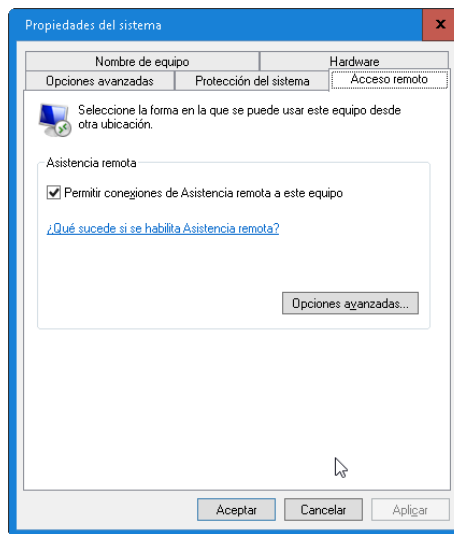 Propiedades del sistema
x
Nombre de equipo
Hardware
Opciones avanzadas
Protección del sistema
Acceso remoto
Seleccione la forma en la que se puede usar este equipo desde
otra ubicación.
Asistencia remota
Permitir conexiones de Asistencia remota a este equipo
¿Qué sucede si se habilita Asistencia remota?
Opciones avanzadas...
Aceptar
Cancelar
Aplicar